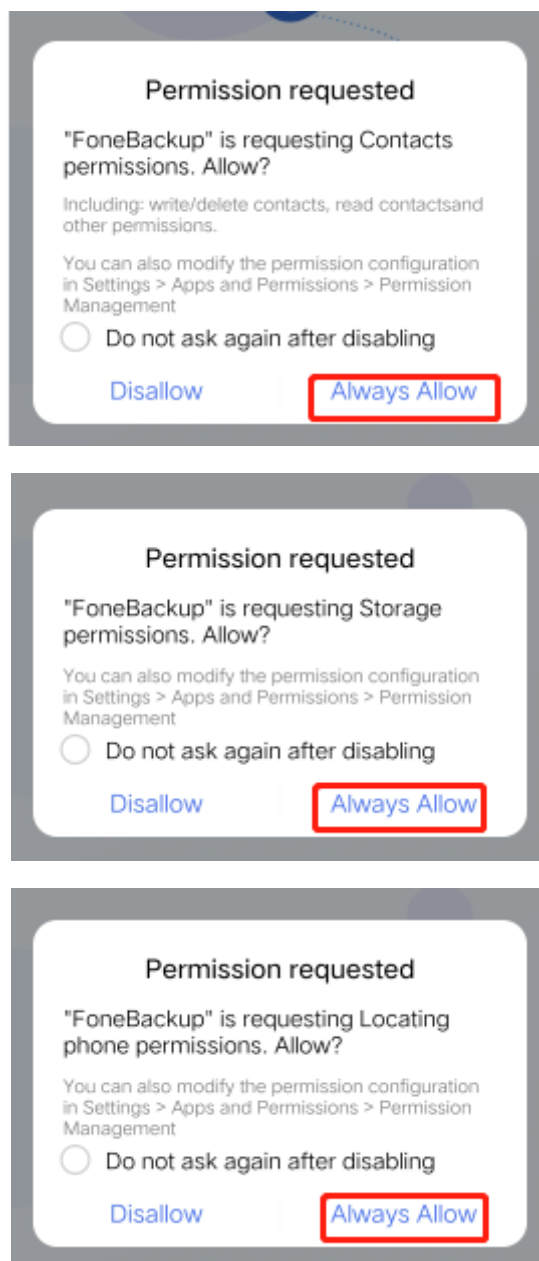 Permission requested
"FoneBackup" is requesting Contacts
permissions. Allow?
Including: write/delete contacts, read contactsand
other permissions.
You can also modify the permission configuration
in Settings > Apps and Permissions > Permission
Management
Do not ask again after disabling
Disallow Always Allow
Permission requested
"FoneBackup" is requesting Storage
permissions. Allow?
You can also modify the permission configuration
in Settings > Apps and Permissions > Permission
Management
Do not ask again after disabling
Disallow Always Allow
Permission requested
"FoneBackup" is requesting Locating
phone permissions. Allow?
You can also modify the permission configuration
in Settings > Apps and Permissions > Permission
Management
Do not ask again after disabling
Disallow Always Allow